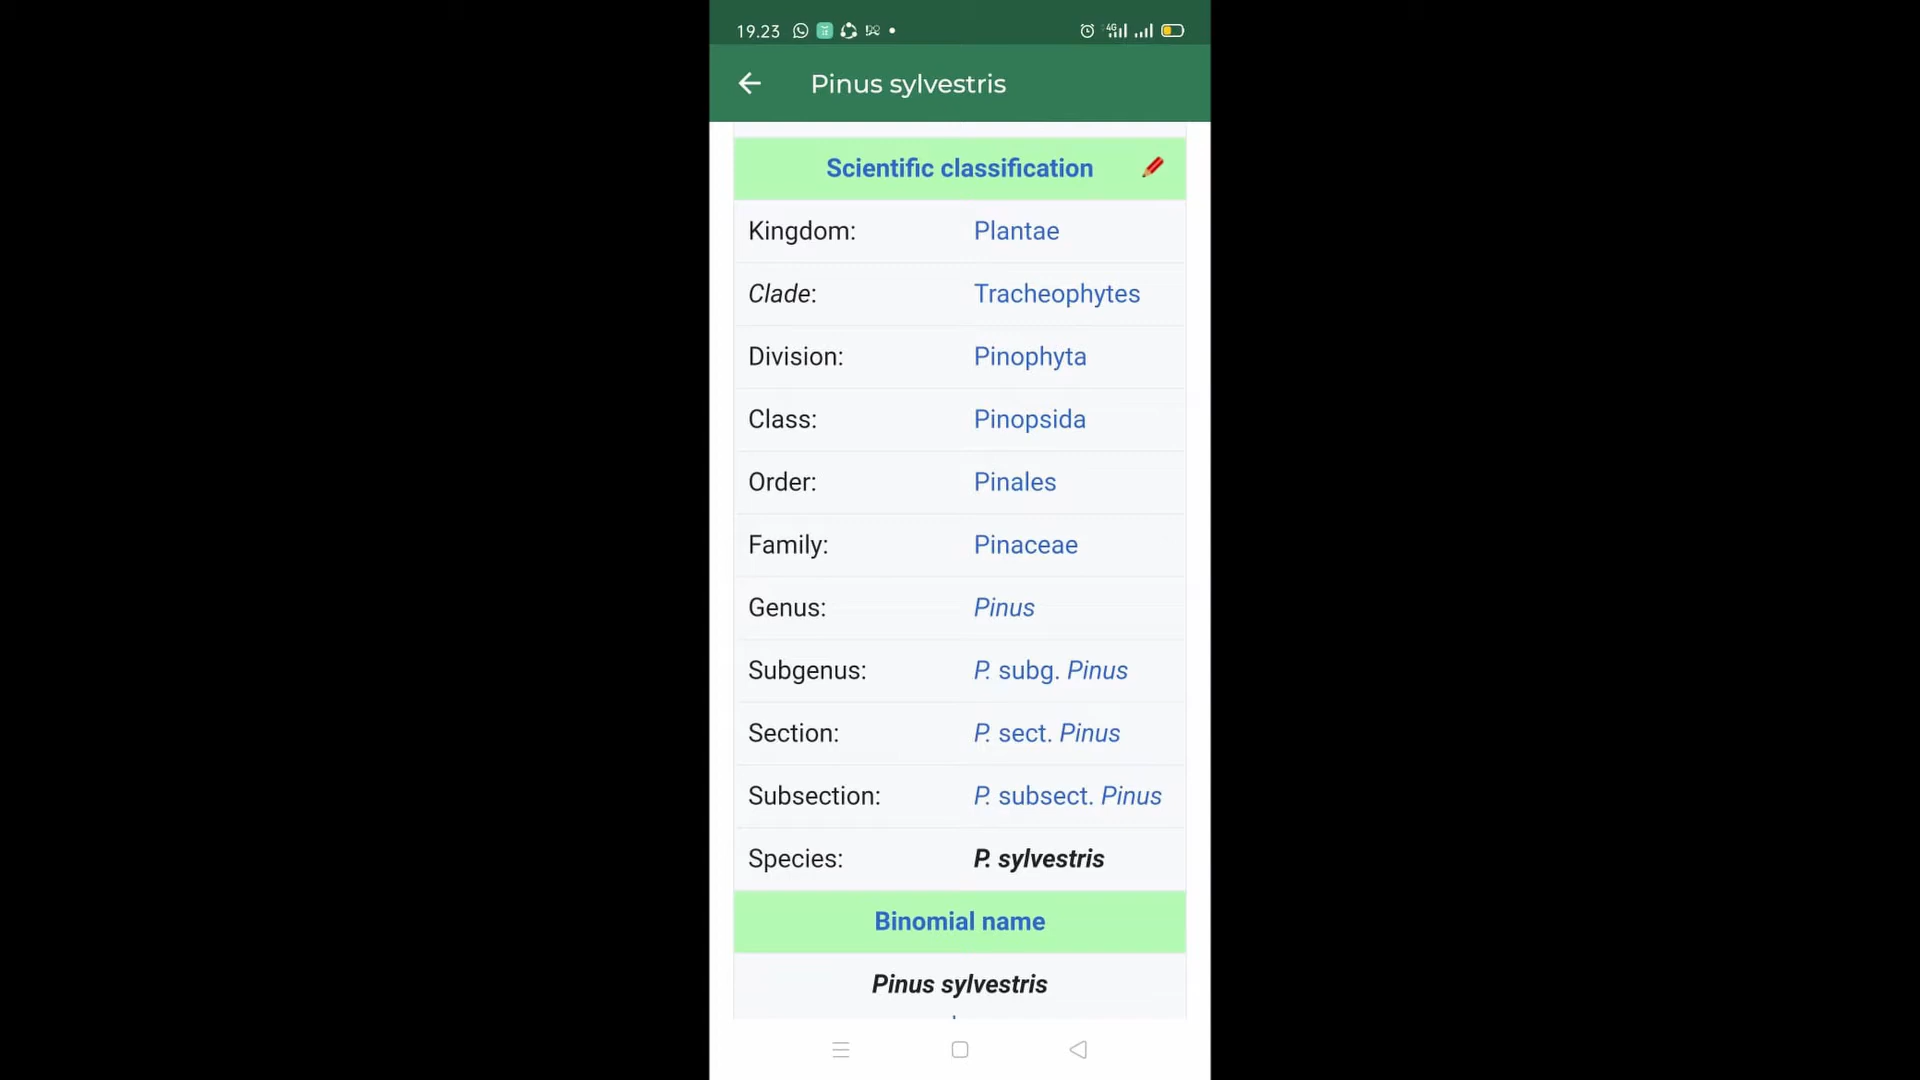 19.23
4G
Pinus sylvestris
Scientific classification
Kingdom: Plantae
Clade: Tracheophytes
Division: Pinophyta
Class: Pinopsida
Order: Pinales
Family: Pinaceae
Genus: Pinus
Subgenus: P. subg. Pinus
Section: P. sect. Pinus
Subsection: P. subsect. Pinus
Species: P. sylvestris
Binomial name
Pinus sylvestris